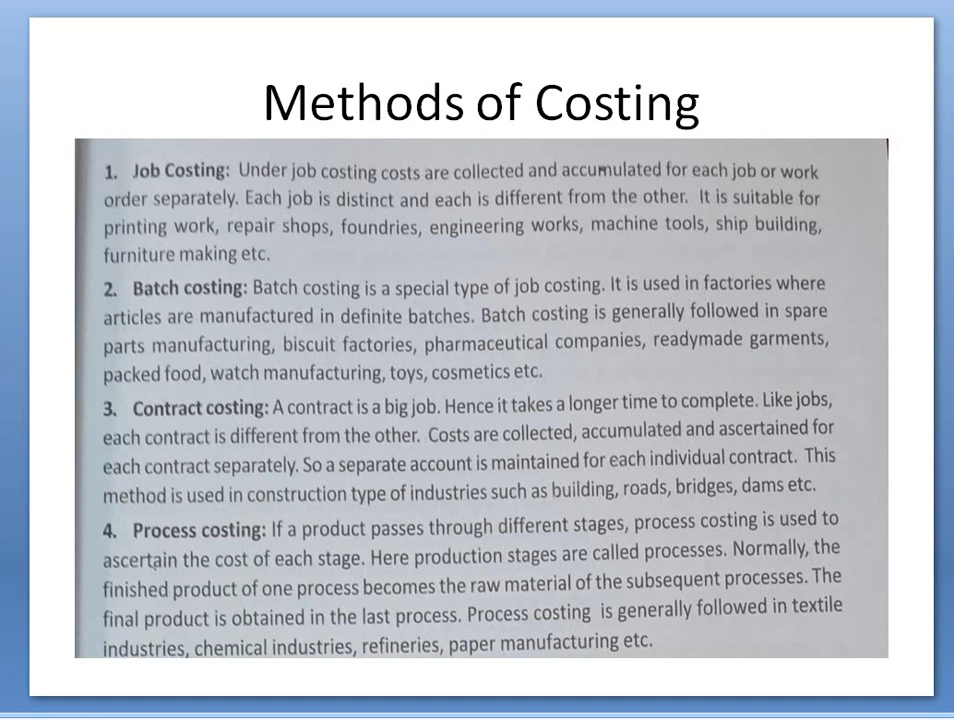 Methods of Costing
1. Job Costing: Under job costing costs are collected and accumulated for each job or work
order separately. Each job is distinct and each is different from the other. It is suitable for
printing work, repair shops, foundries, engineering works, machine tools, ship building,
furniture making etc.
2. Batch costing: Batch costing is a special type of job costing. It is used in factories where
articles are manufactured in definite batches. Batch costing is generally followed in spare
parts manufacturing, biscuit factories, pharmaceutical companies, readymade garments,
packed food, watch manufacturing, toys, cosmetics etc.
3. Contract costing: A contract is a big job. Hence it takes a longer time to complete. Like jobs,
each contract is different from the other. Costs are collected, accumulated and ascertained for
each contract separately. So a separate account is maintained for each individual contract. This
method is used in construction type of industries such as building, roads, bridges, dams etc.
4. Process costing: If a product passes through different stages, process costing is used to
ascertain the cost of each stage. Here production stages are called processes. Normally, the
finished product of one process becomes the raw material of the subsequent processes. The
final product is obtained in the last process. Process costing is generally followed in textile
industries, chemical industries, refineries, paper manufacturing etc.